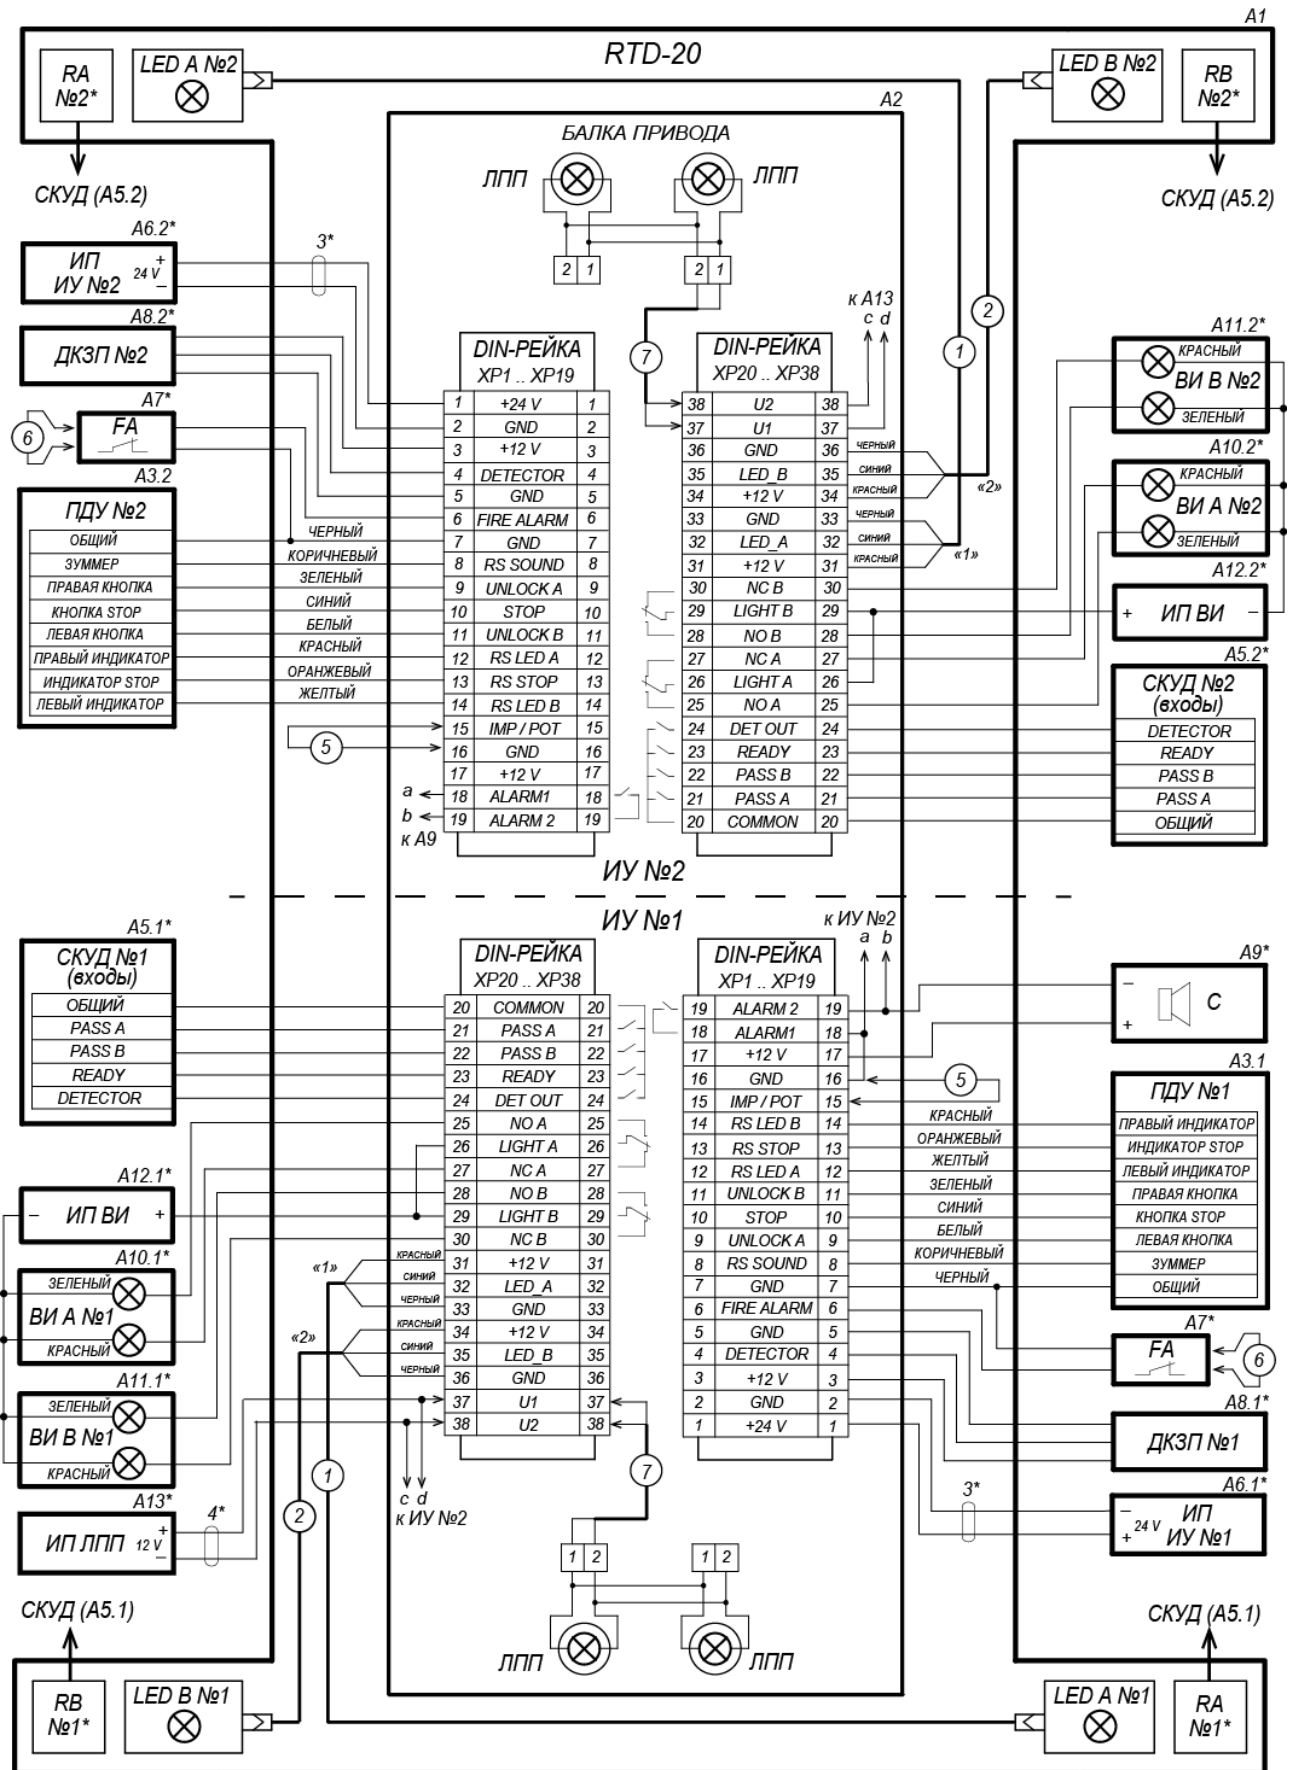 A1
RTD-20
RA
№2*
LED A №2
LED B №2
RB
№2*
A2
БАЛКА ПРИВОДА
ЛПП
ЛПП
СКУД (A5.2)
СКУД (A5.2)
2 1
2 1
A6.2*
ИП
ИУ №2
24 V
+
–
3*
A8.2*
ДКЗП №2
A7*
FA
6
A3.2
ПДУ №2
ОБЩИЙ
ЗУММЕР
ПРАВАЯ КНОПКА
КНОПКА STOP
ЛЕВАЯ КНОПКА
ПРАВЫЙ ИНДИКАТОР
ИНДИКАТОР STOP
ЛЕВЫЙ ИНДИКАТОР
ЧЕРНЫЙ
КОРИЧНЕВЫЙ
ЗЕЛЕНЫЙ
СИНИЙ
БЕЛЫЙ
КРАСНЫЙ
ОРАНЖЕВЫЙ
ЖЕЛТЫЙ
5
a
b
к A9
DIN-РЕЙКА
XP1 .. XP19
1 +24 V 1
2 GND 2
3 +12 V 3
4 DETECTOR 4
5 GND 5
6 FIRE ALARM 6
7 GND 7
8 RS SOUND 8
9 UNLOCK A 9
10 STOP 10
11 UNLOCK B 11
12 RS LED A 12
13 RS STOP 13
14 RS LED B 14
15 IMP / POT 15
16 GND 16
17 +12 V 17
18 ALARM1 18
19 ALARM 2 19
7
к A13
c d
DIN-РЕЙКА
XP20 .. XP38
38 U2 38
37 U1 37
36 GND 36
35 LED_B 35
34 +12 V 34
33 GND 33
32 LED_A 32
31 +12 V 31
30 NC B 30
29 LIGHT B 29
28 NO B 28
27 NC A 27
26 LIGHT A 26
25 NO A 25
24 DET OUT 24
23 READY 23
22 PASS B 22
21 PASS A 21
20 COMMON 20
1
2
ЧЕРНЫЙ
СИНИЙ
КРАСНЫЙ
«2»
ЧЕРНЫЙ
СИНИЙ
КРАСНЫЙ
«1»
A11.2*
КРАСНЫЙ
ВИ В №2
ЗЕЛЕНЫЙ
A10.2*
КРАСНЫЙ
ВИ А №2
ЗЕЛЕНЫЙ
A12.2*
+ ИП ВИ –
A5.2*
СКУД №2
(входы)
DETECTOR
READY
PASS B
PASS A
ОБЩИЙ
ИУ №2
ИУ №1
A5.1*
СКУД №1
(входы)
ОБЩИЙ
PASS A
PASS B
READY
DETECTOR
A12.1*
– ИП ВИ +
A10.1*
ЗЕЛЕНЫЙ
ВИ А №1
КРАСНЫЙ
A11.1*
ЗЕЛЕНЫЙ
ВИ В №1
КРАСНЫЙ
A13*
ИП ЛПП 12 V
+
–
4*
«1»
КРАСНЫЙ
СИНИЙ
ЧЕРНЫЙ
«2»
КРАСНЫЙ
СИНИЙ
ЧЕРНЫЙ
1
2
c d
к ИУ №2
DIN-РЕЙКА
XP20 .. XP38
20 COMMON 20
21 PASS A 21
22 PASS B 22
23 READY 23
24 DET OUT 24
25 NO A 25
26 LIGHT A 26
27 NC A 27
28 NO B 28
29 LIGHT B 29
30 NC B 30
31 +12 V 31
32 LED_A 32
33 GND 33
34 +12 V 34
35 LED_B 35
36 GND 36
37 U1 37
38 U2 38
7
к ИУ №2
a b
DIN-РЕЙКА
XP1 .. XP19
19 ALARM 2 19
18 ALARM1 18
17 +12 V 17
16 GND 16
15 IMP / POT 15
14 RS LED B 14
13 RS STOP 13
12 RS LED A 12
11 UNLOCK B 11
10 STOP 10
9 UNLOCK A 9
8 RS SOUND 8
7 GND 7
6 FIRE ALARM 6
5 GND 5
4 DETECTOR 4
3 +12 V 3
2 GND 2
1 +24 V 1
5
КРАСНЫЙ
ОРАНЖЕВЫЙ
ЖЕЛТЫЙ
ЗЕЛЕНЫЙ
СИНИЙ
БЕЛЫЙ
КОРИЧНЕВЫЙ
ЧЕРНЫЙ
A9*
–
+
С
A3.1
ПДУ №1
ПРАВЫЙ ИНДИКАТОР
ИНДИКАТОР STOP
ЛЕВЫЙ ИНДИКАТОР
ПРАВАЯ КНОПКА
КНОПКА STOP
ЛЕВАЯ КНОПКА
ЗУММЕР
ОБЩИЙ
A7*
FA
6
A8.1*
ДКЗП №1
A6.1*
3*
–
+
24 V
ИП
ИУ №1
1 2
1 2
ЛПП
ЛПП
СКУД (A5.1)
СКУД (A5.1)
RB
№1*
LED B №1
LED A №1
RA
№1*